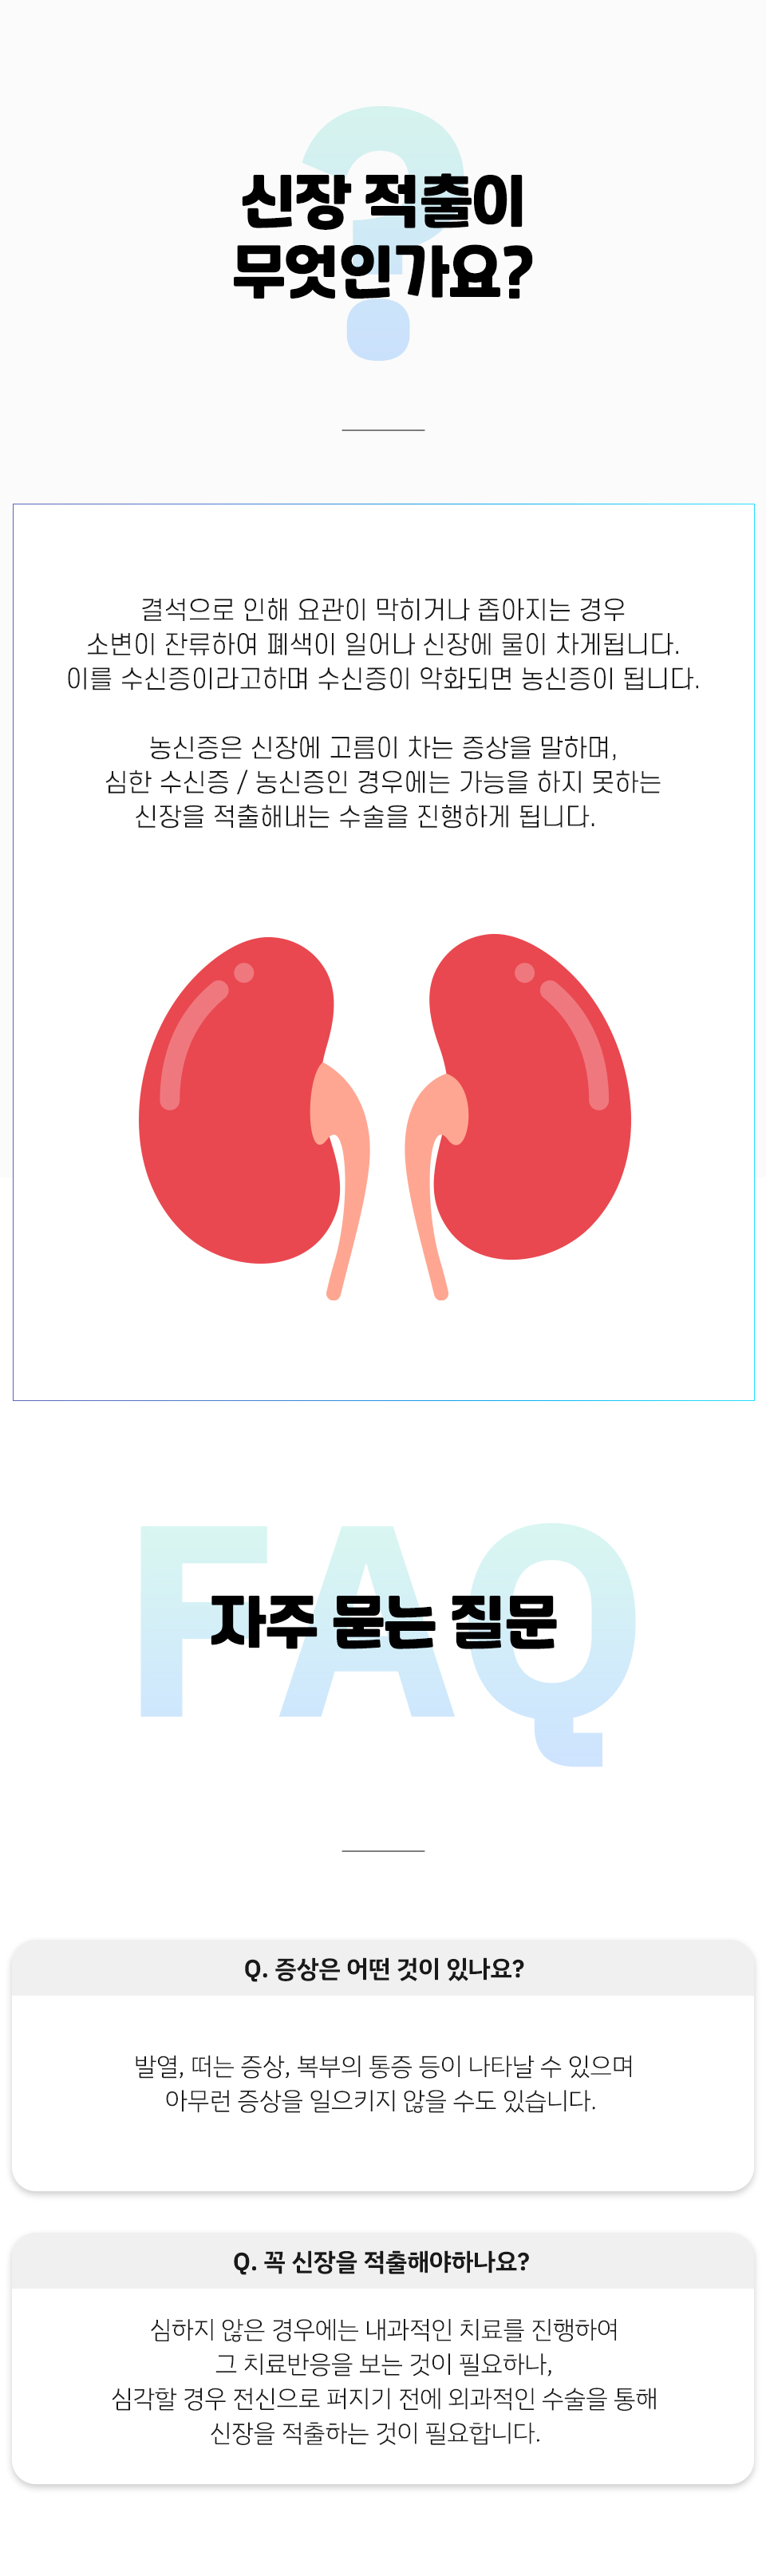 ?
신장 적출이
무엇인가요?
결석으로 인해 요관이 막히거나 좁아지는 경우
소변이 잔류하여 폐색이 일어나 신장에 물이 차게됩니다.
이를 수신증이라고하며 수신증이 악화되면 농신증이 됩니다.
농신증은 신장에 고름이 차는 증상을 말하며,
심한 수신증 / 농신증인 경우에는 가능을 하지 못하는
신장을 적출해내는 수술을 진행하게 됩니다.
FAQ
자주 묻는 질문
Q. 증상은 어떤 것이 있나요?
발열, 떠는 증상, 복부의 통증 등이 나타날 수 있으며
아무런 증상을 일으키지 않을 수도 있습니다.
Q. 꼭 신장을 적출해야하나요?
심하지 않은 경우에는 내과적인 치료를 진행하여
그 치료반응을 보는 것이 필요하나,
심각할 경우 전신으로 퍼지기 전에 외과적인 수술을 통해
신장을 적출하는 것이 필요합니다.